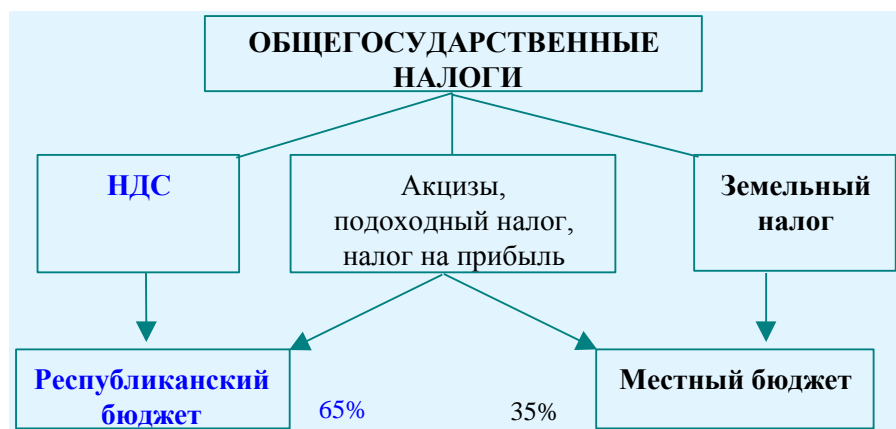 ОБЩЕГОСУДАРСТВЕННЫЕ
НАЛОГИ
НДС
Акцизы,
подоходный налог,
налог на прибыль
Земельный
налог
Республиканский
бюджет
65%
35%
Местный бюджет